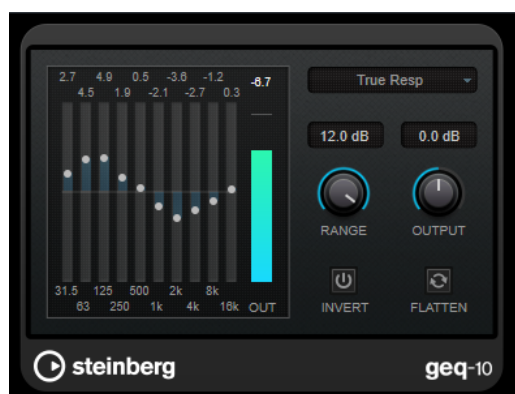 2.7 4.9 0.5 -3.6 -1.2 -6.7
4.5 1.9 -2.1 -2.7 0.3
True Resp
12.0 dB 0.0 dB
RANGE OUTPUT
31.5 125 500 2k 8k
63 250 1k 4k 16k OUT
INVERT FLATTEN
steinberg geq-10